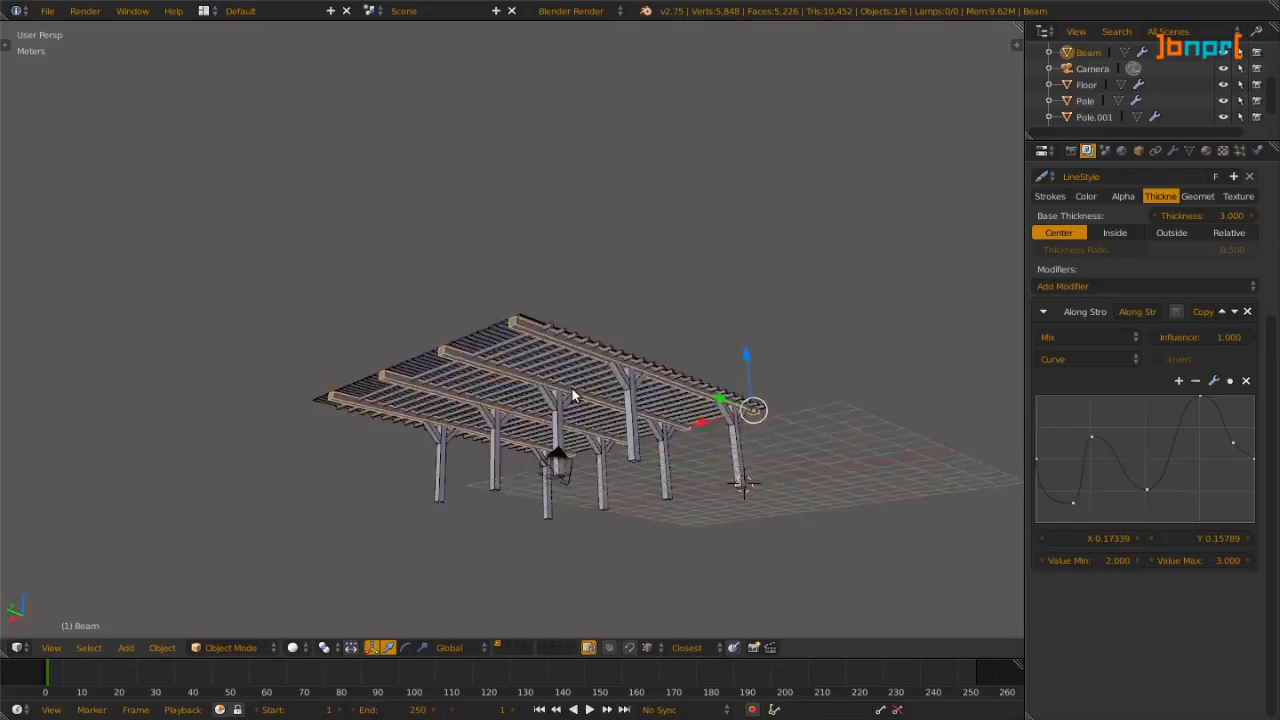 File Render Window Help Default Scene Blender Render v2.75 | Verts:5,848 | Faces:5,226 | Tris:10,452 | Objects:1/6 | Lamps:0/0 | Mem:9.62M | Beam
User Persp
Meters
View Search All Scenes
]bnpr[
Beam
Camera
Floor
Pole
Pole.001
LineStyle F
Strokes Color Alpha Thickne Geomet Texture
Base Thickness: Thickness: 3.000
Center Inside Outside Relative
Thickness Ratio 0.500
Modifiers:
Add Modifier
Along Stro Along Str Copy
Mix Influence: 1.000
Curve Invert
X 0.17339 Y 0.15789
Value Min: 2.000 Value Max: 3.000
(1) Beam
View Select Add Object Object Mode Global Closest
0 10 20 30 40 50 60 70 80 90 100 110 120 130 140 150 160 170 180 190 200 210 220 230 240 250 260
View Marker Frame Playback Start: 1 End: 250 1 No Sync